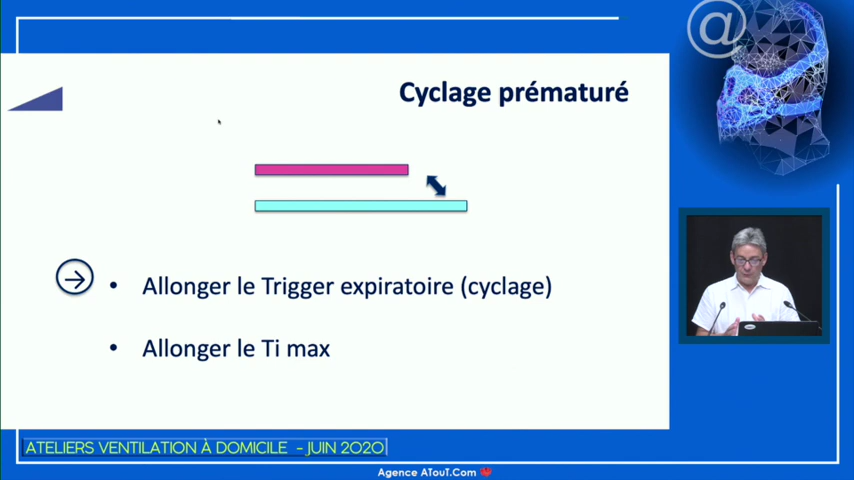 @
Cyclage prématuré
• Allonger le Trigger expiratoire (cyclage)
• Allonger le Ti max
ATELIERS VENTILATION À DOMICILE - JUIN 2020
Agence ATouT.Com